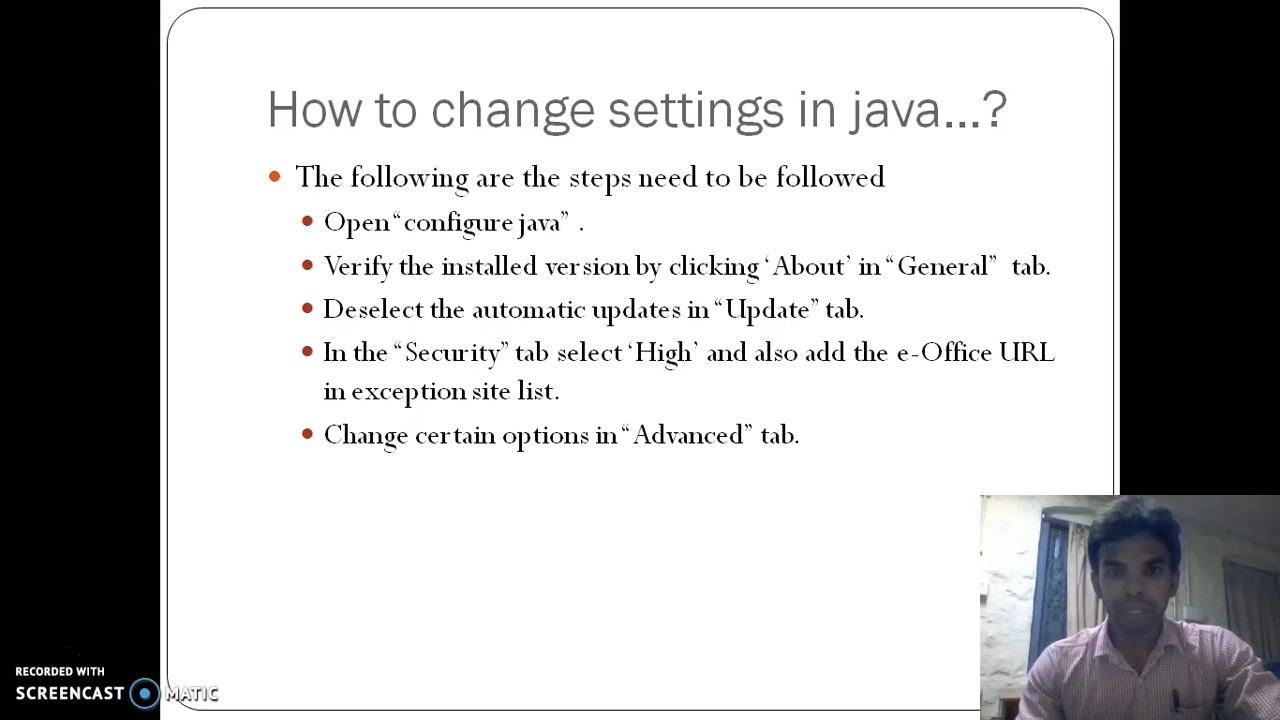 How to change settings in java...?
The following are the steps need to be followed
Open “configure java” .
Verify the installed version by clicking ‘About’ in “General” tab.
Deselect the automatic updates in “Update” tab.
In the “Security” tab select ‘High’ and also add the e-Office URL
in exception site list.
Change certain options in “Advanced” tab.
RECORDED WITH
SCREENCAST MATIC